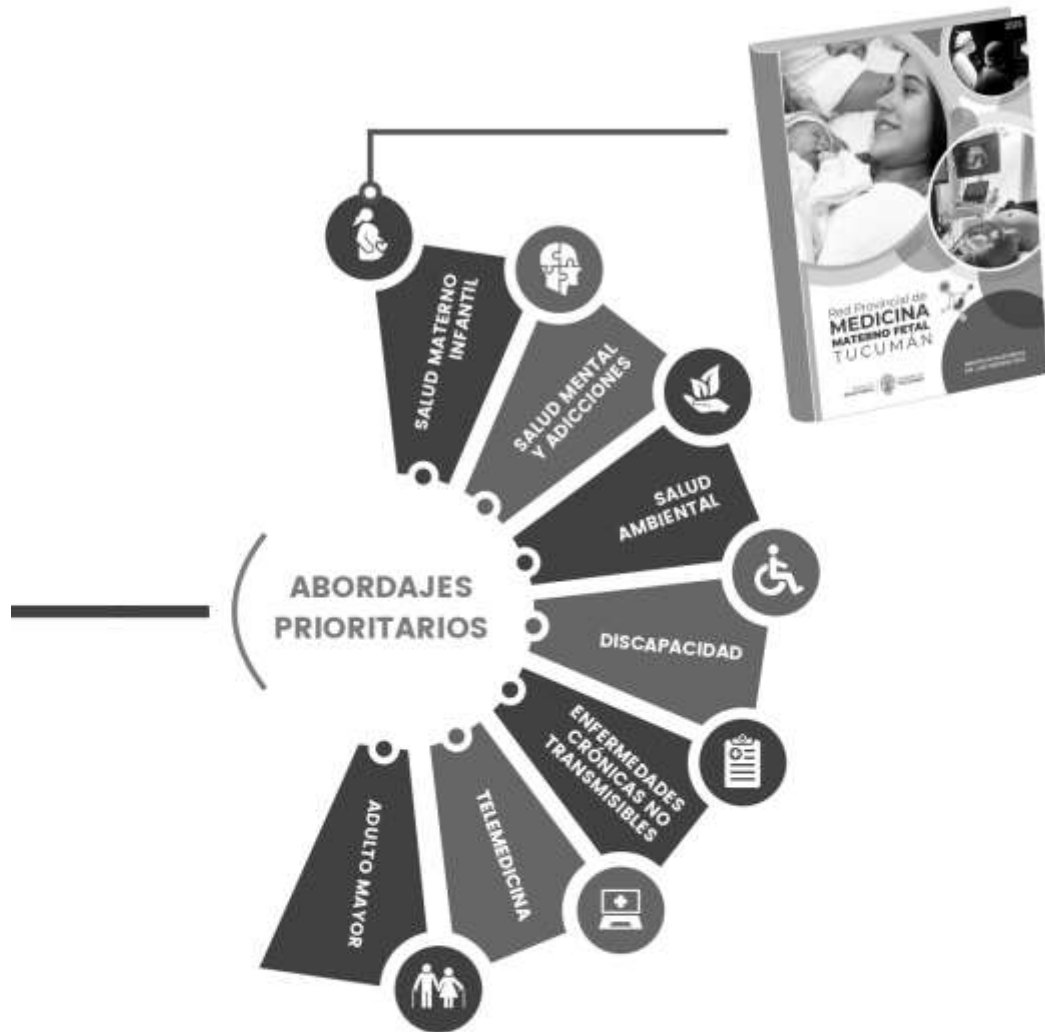 Red Provincial de
MEDICINA
MATERNO FETAL
TUCUMÁN
SALUD MATERNO
INFANTIL
SALUD MENTAL
Y ADICCIONES
SALUD
AMBIENTAL
ABORDAJES
PRIORITARIOS
DISCAPACIDAD
ENFERMEDADES
CRÓNICAS NO
TRANSMISIBLES
TELEMEDICINA
ADULTO MAYOR